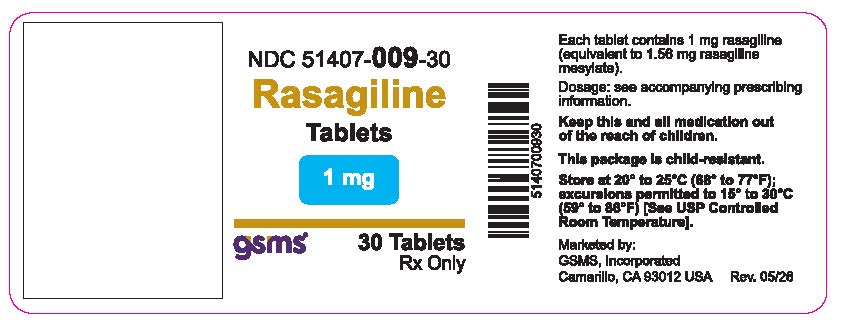 NDC 51407-009-30
Rasagiline
Tablets
1 mg
gsms
30 Tablets
Rx Only
5140700930
Each tablet contains 1 mg rasagiline
(equivalent to 1.56 mg rasagiline
mesylate).
Dosage: see accompanying prescribing
information.
Keep this and all medication out
of the reach of children.
This package is child-resistant.
Store at 20° to 25°C (68° to 77°F);
excursions permitted to 15° to 30°C
(59° to 86°F) [See USP Controlled
Room Temperature].
Marketed by:
GSMS, Incorporated
Camarillo, CA 93012 USA Rev. 05/26